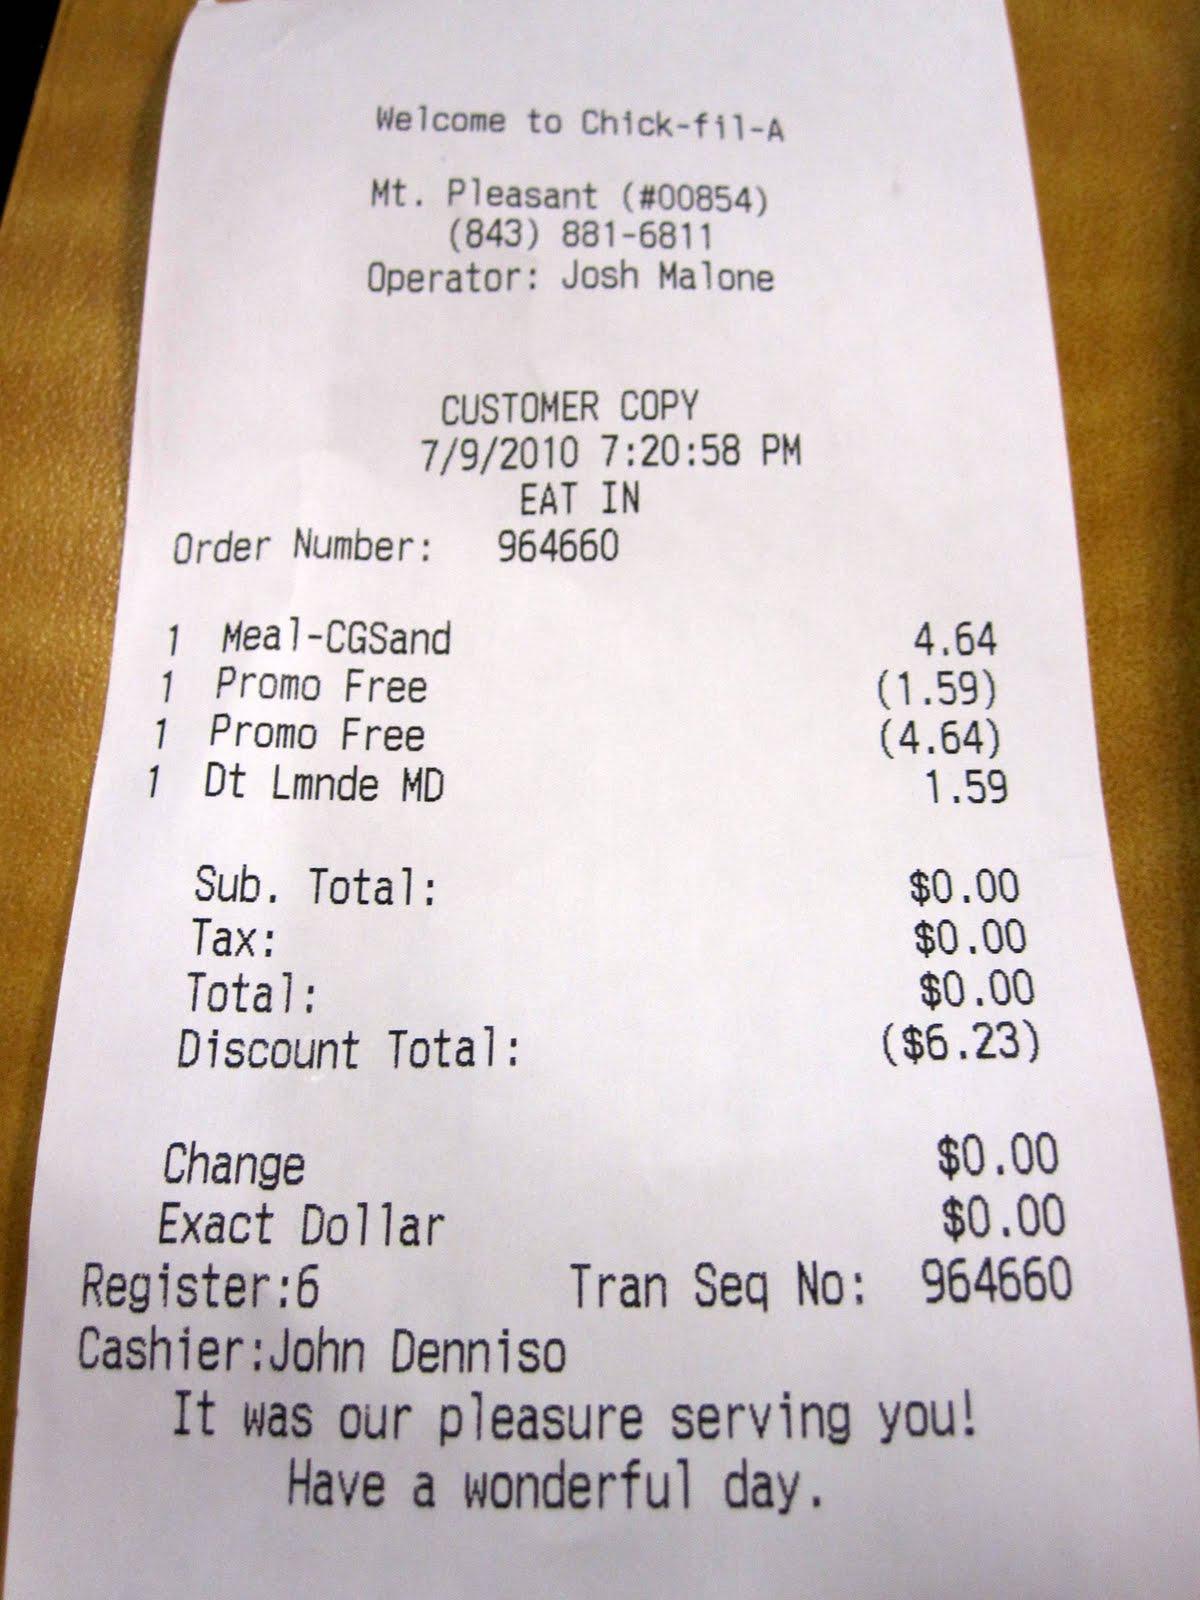 Welcome to Chick-fil-A
Mt. Pleasant (#00854)
(843) 881-6811
Operator: Josh Malone
CUSTOMER COPY
7/9/2010 7:20:58 PM
EAT IN
Order Number: 964660
1 Meal-CGSand 4.64
1 Promo Free (1.59)
1 Promo Free (4.64)
1 Dt Lmnde MD 1.59
Sub. Total: $0.00
Tax: $0.00
Total: $0.00
Discount Total: ($6.23)
Change $0.00
Exact Dollar $0.00
Register:6 Tran Seq No: 964660
Cashier:John Denniso
It was our pleasure serving you!
Have a wonderful day.